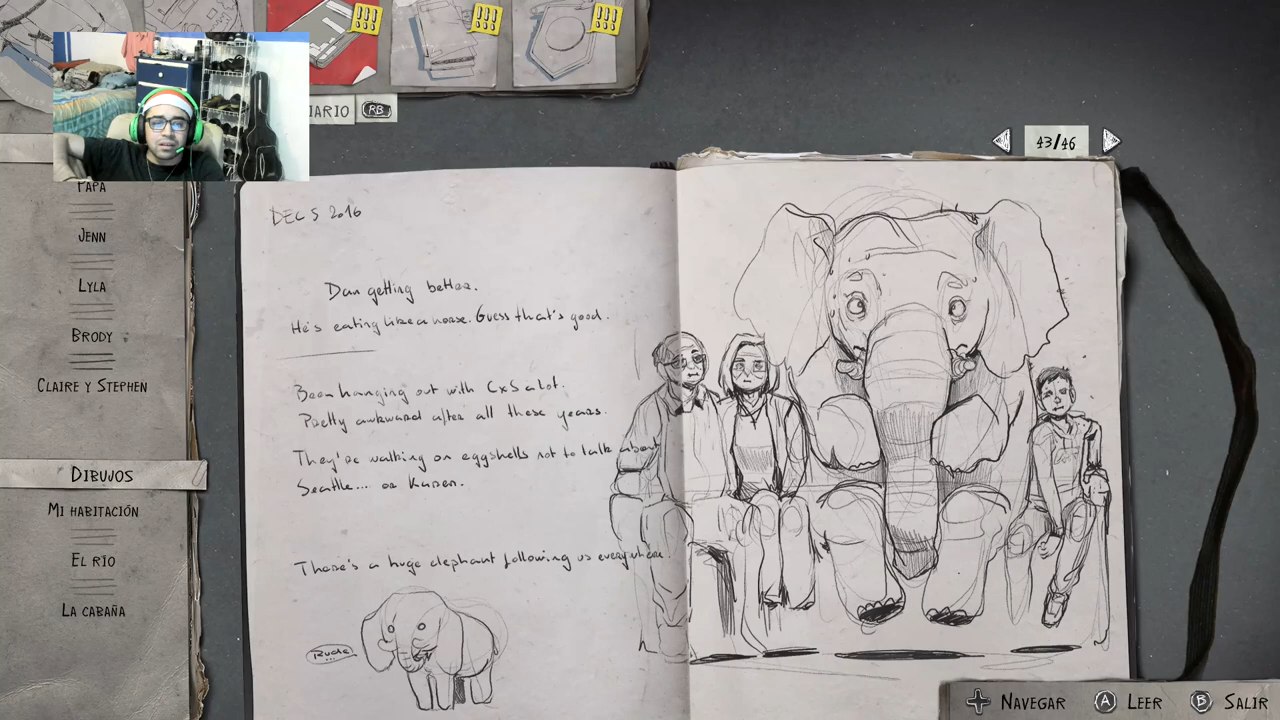 DIARIO
RB
43/46
PAPÁ
JENN
LYLA
BRODY
CLAIRE Y STEPHEN
DIBUJOS
MI HABITACIÓN
EL RÍO
LA CABAÑA
DEC 5 2016
Dan getting better.
He's eating like a horse. Guess that's good.
Been hanging out with C&S a lot.
Pretty awkward after all these years.
They're walking on eggshells not to talk about
Seattle... or Karen.
There's a huge elephant following us everywhere.
Rude
...
NAVEGAR
A LEER
B SALIR